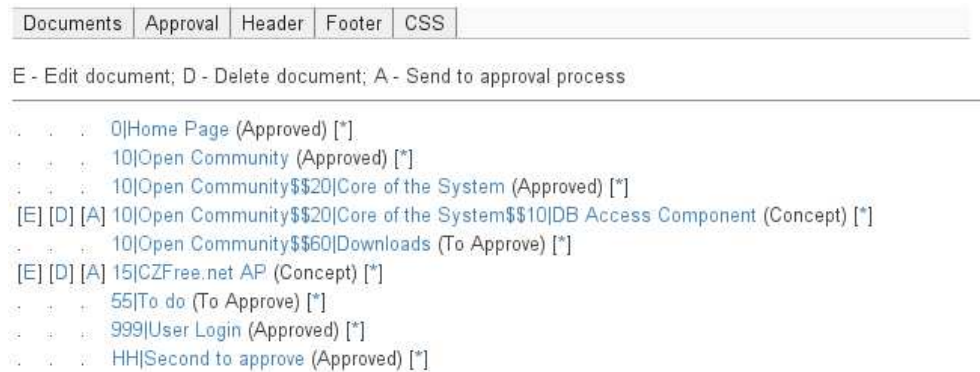 Documents Approval Header Footer CSS
E - Edit document; D - Delete document; A - Send to approval process
. . . 0|Home Page (Approved) [*]
. . . 10|Open Community (Approved) [*]
. . . 10|Open Community$$20|Core of the System (Approved) [*]
[E] [D] [A] 10|Open Community$$20|Core of the System$$10|DB Access Component (Concept) [*]
. . . 10|Open Community$$60|Downloads (To Approve) [*]
[E] [D] [A] 15|CZFree.net AP (Concept) [*]
. . . 55|To do (To Approve) [*]
. . . 999|User Login (Approved) [*]
. . . HH|Second to approve (Approved) [*]